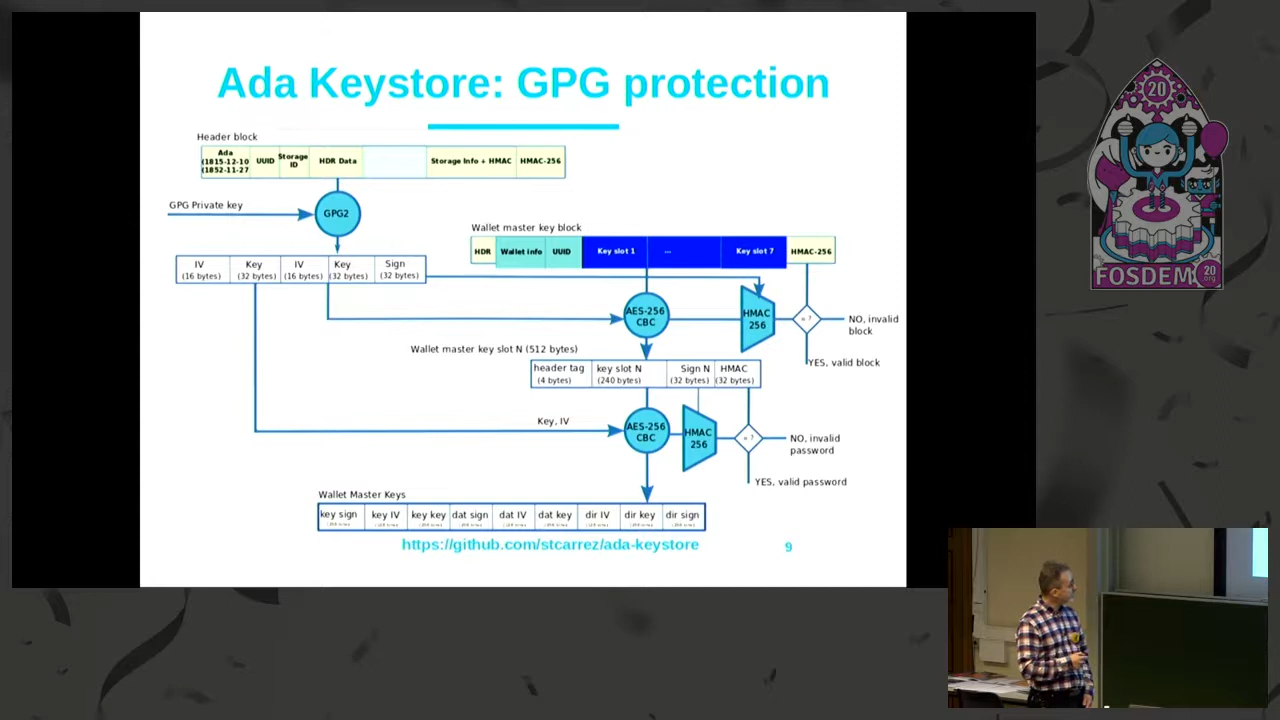 Ada Keystore: GPG protection
Header block
Ada
(1815-12-10
(1852-11-27
UUID
Storage
ID
HDR Data
Storage Info + HMAC
HMAC-256
GPG Private key
GPG2
IV
(16 bytes)
Key
(32 bytes)
IV
(16 bytes)
Key
(32 bytes)
Sign
(32 bytes)
Wallet master key block
HDR
Wallet info
UUID
Key slot 1
...
Key slot 7
HMAC-256
AES-256
CBC
HMAC
256
= ?
NO, invalid
block
YES, valid block
Wallet master key slot N (512 bytes)
header tag
(4 bytes)
key slot N
(240 bytes)
Sign N
(32 bytes)
HMAC
(32 bytes)
Key, IV
AES-256
CBC
HMAC
256
= ?
NO, invalid
password
YES, valid password
Wallet Master Keys
key sign
key IV
key key
dat sign
dat IV
dat key
dir IV
dir key
dir sign
https://github.com/stcarrez/ada-keystore
9
20
FOSDEM
20
.org